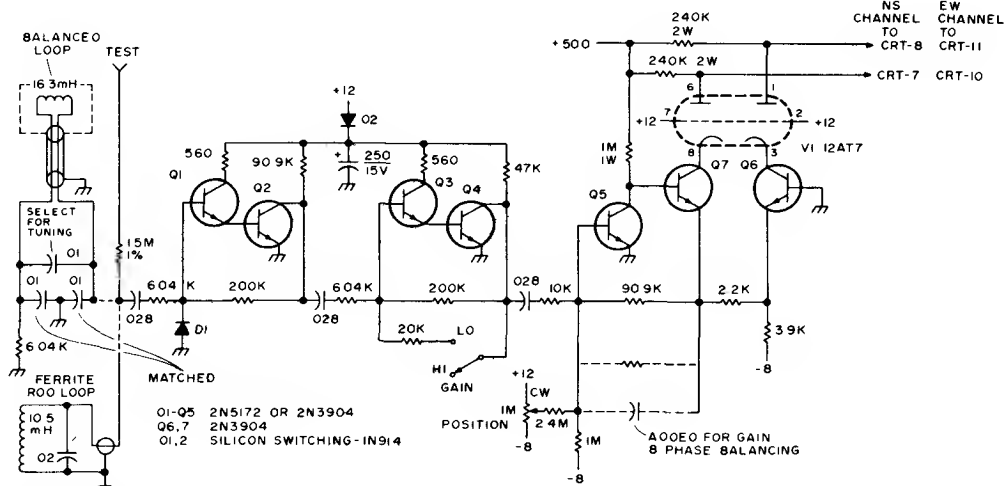 BALANCED
LOOP
TEST
16 3mH
SELECT
FOR
TUNING
01
01
01
6 04 K
15M
1%
028
604 K
D1
MATCHED
FERRITE
ROD LOOP
10 5
mH
02
560
90 9K
Q1
Q2
200K
+12
D2
250
15V
028
604K
560
47K
Q3
Q4
200K
20K
LO
HI
GAIN
028
10K
Q5
+500
240K
2W
240K 2W
1M
1W
NS
CHANNEL
TO
CRT-8
EW
CHANNEL
TO
CRT-11
CRT-7
CRT-10
6
1
7
+12
2
+12
8
3
V1 12AT7
Q7
Q6
90 9K
2 2K
3 9K
-8
+12
CW
1M
POSITION
-8
2 4M
1M
-8
ADDED FOR GAIN
8 PHASE BALANCING
Q1-Q5 2N5172 OR 2N3904
Q6,7 2N3904
D1,2 SILICON SWITCHING-1N914